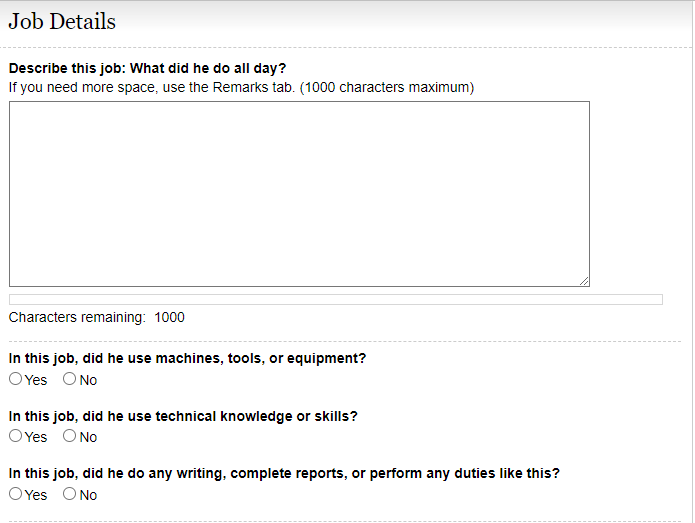 Job Details
Describe this job: What did he do all day?
If you need more space, use the Remarks tab. (1000 characters maximum)
Characters remaining: 1000
In this job, did he use machines, tools, or equipment?
Yes No
In this job, did he use technical knowledge or skills?
Yes No
In this job, did he do any writing, complete reports, or perform any duties like this?
Yes No